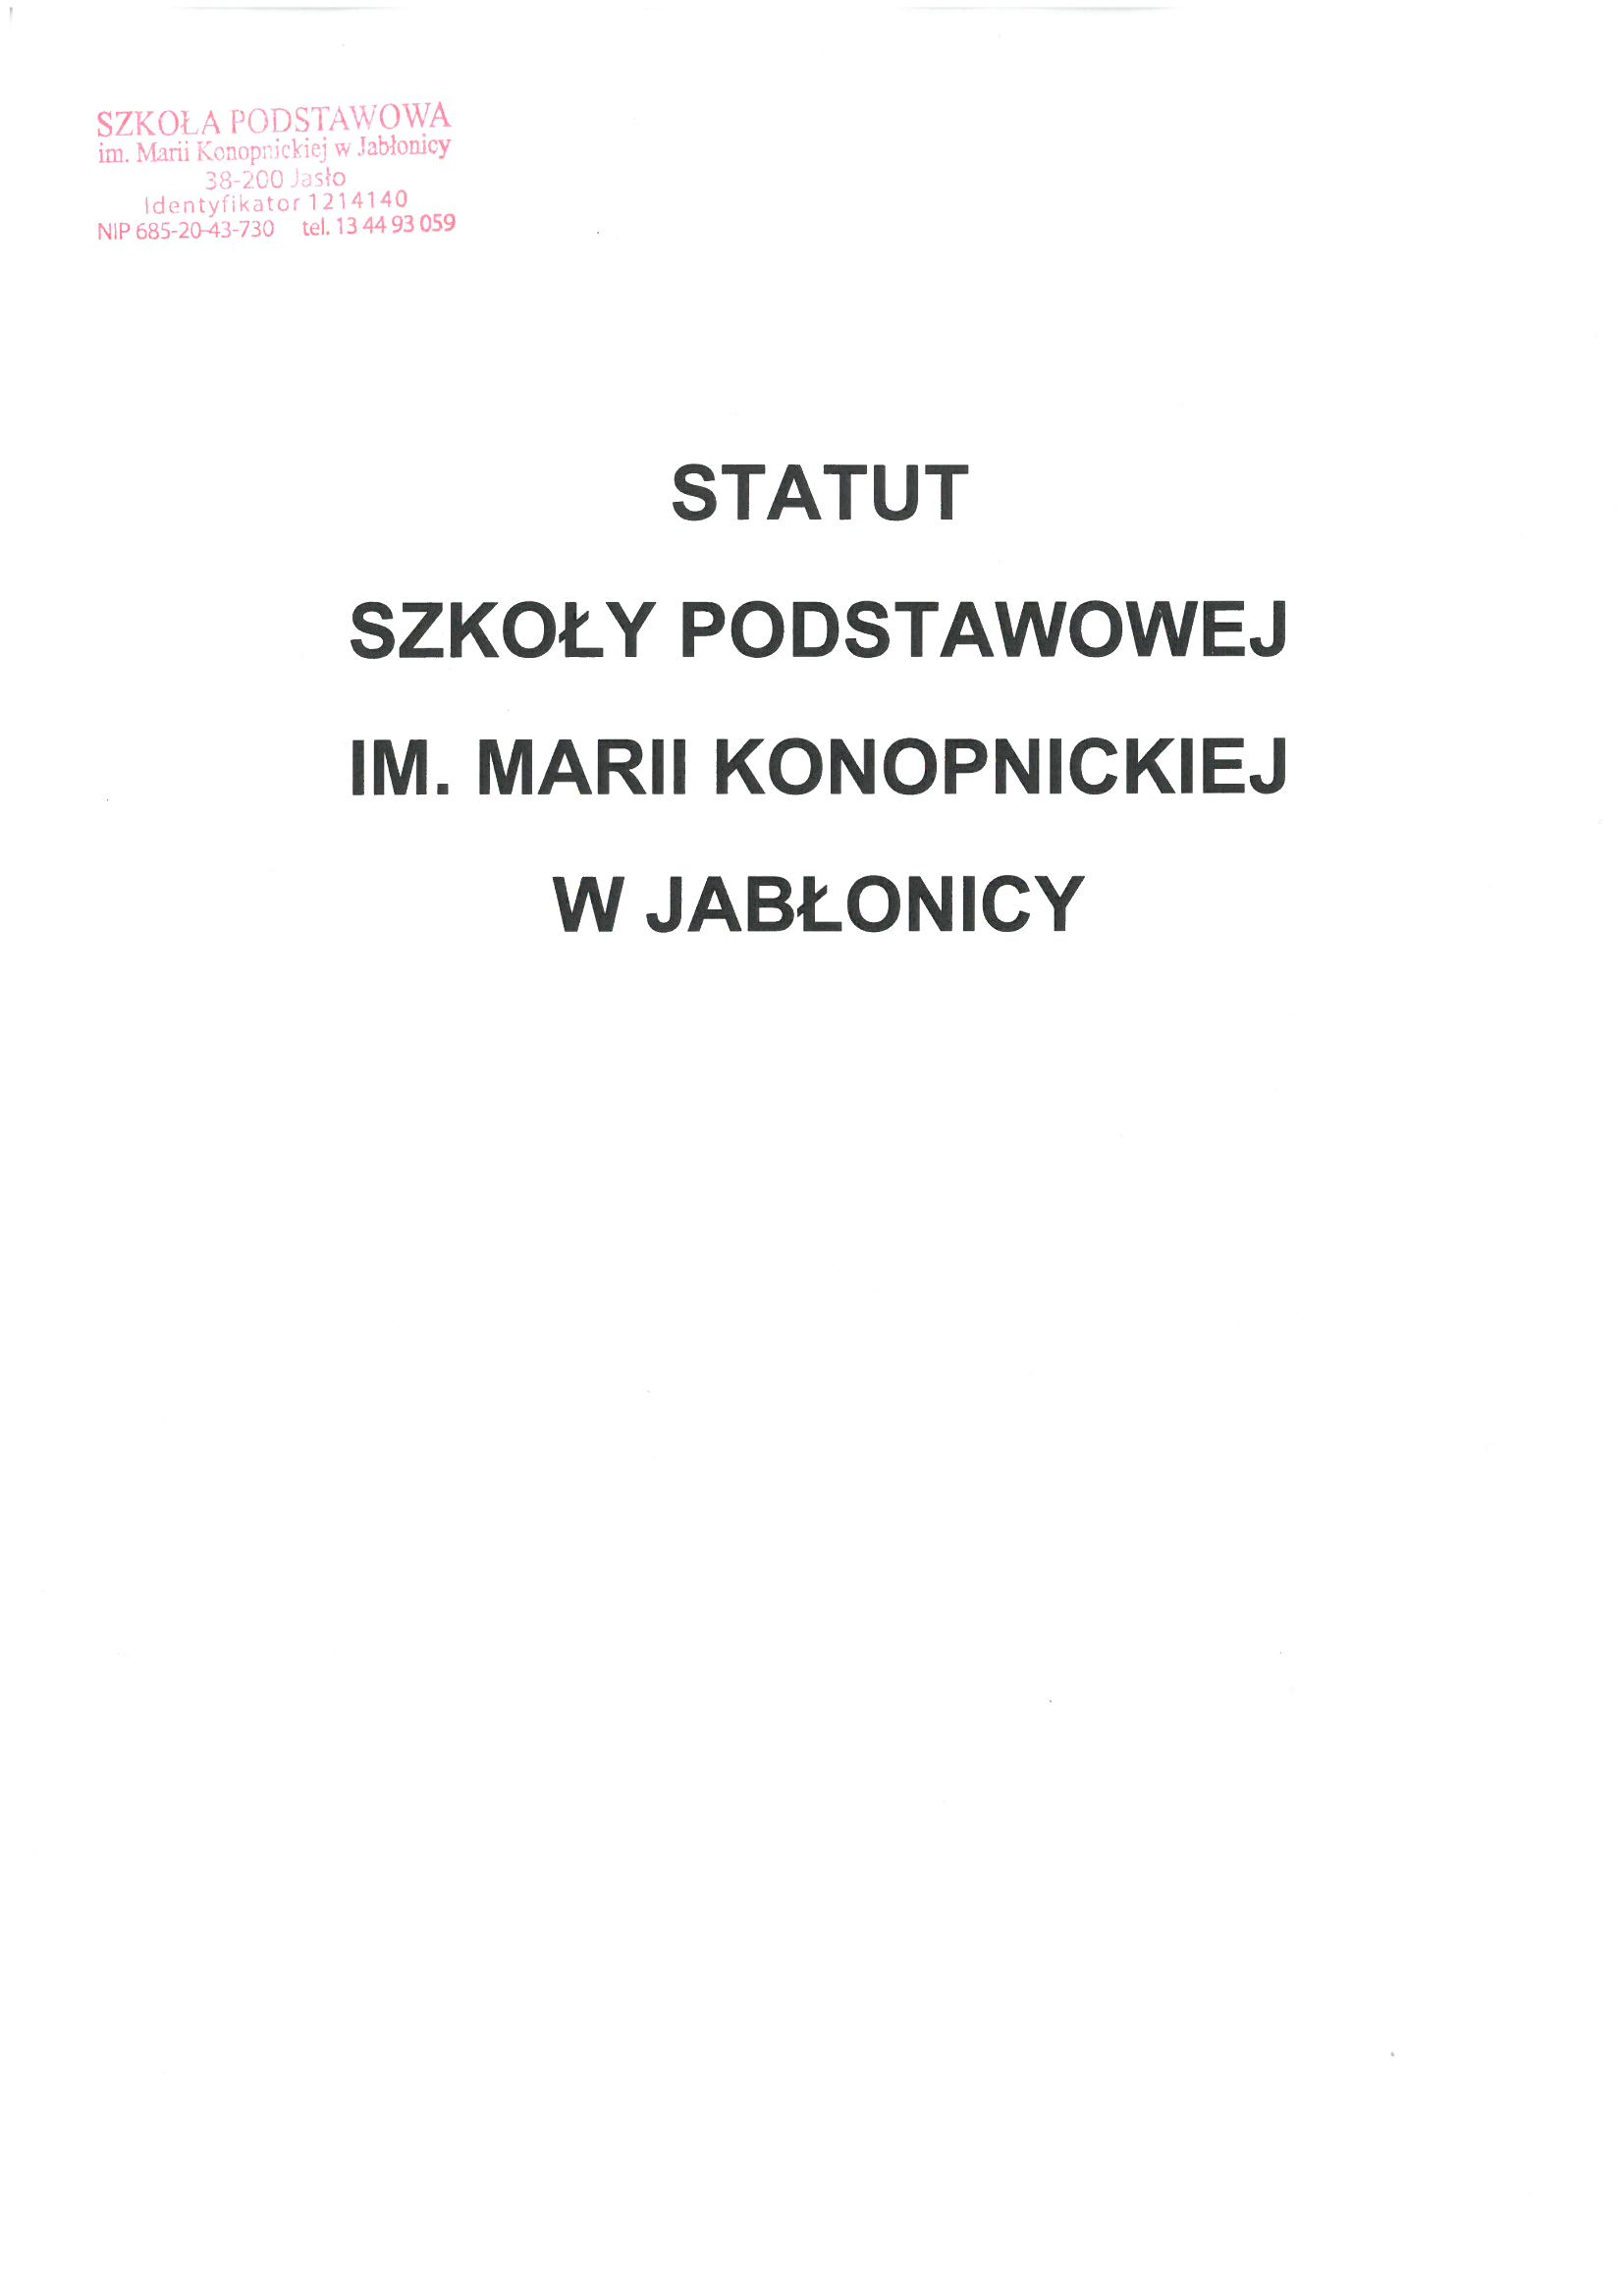 SZKOŁA PODSTAWOWA
im. Marii Konopnickiej w Jabłonicy
38-200 Jasło
Identyfikator 1214140
NIP 685-20-43-730 tel. 13 44 93 059
STATUT
SZKOŁY PODSTAWOWEJ
IM. MARII KONOPNICKIEJ
W JABŁONICY